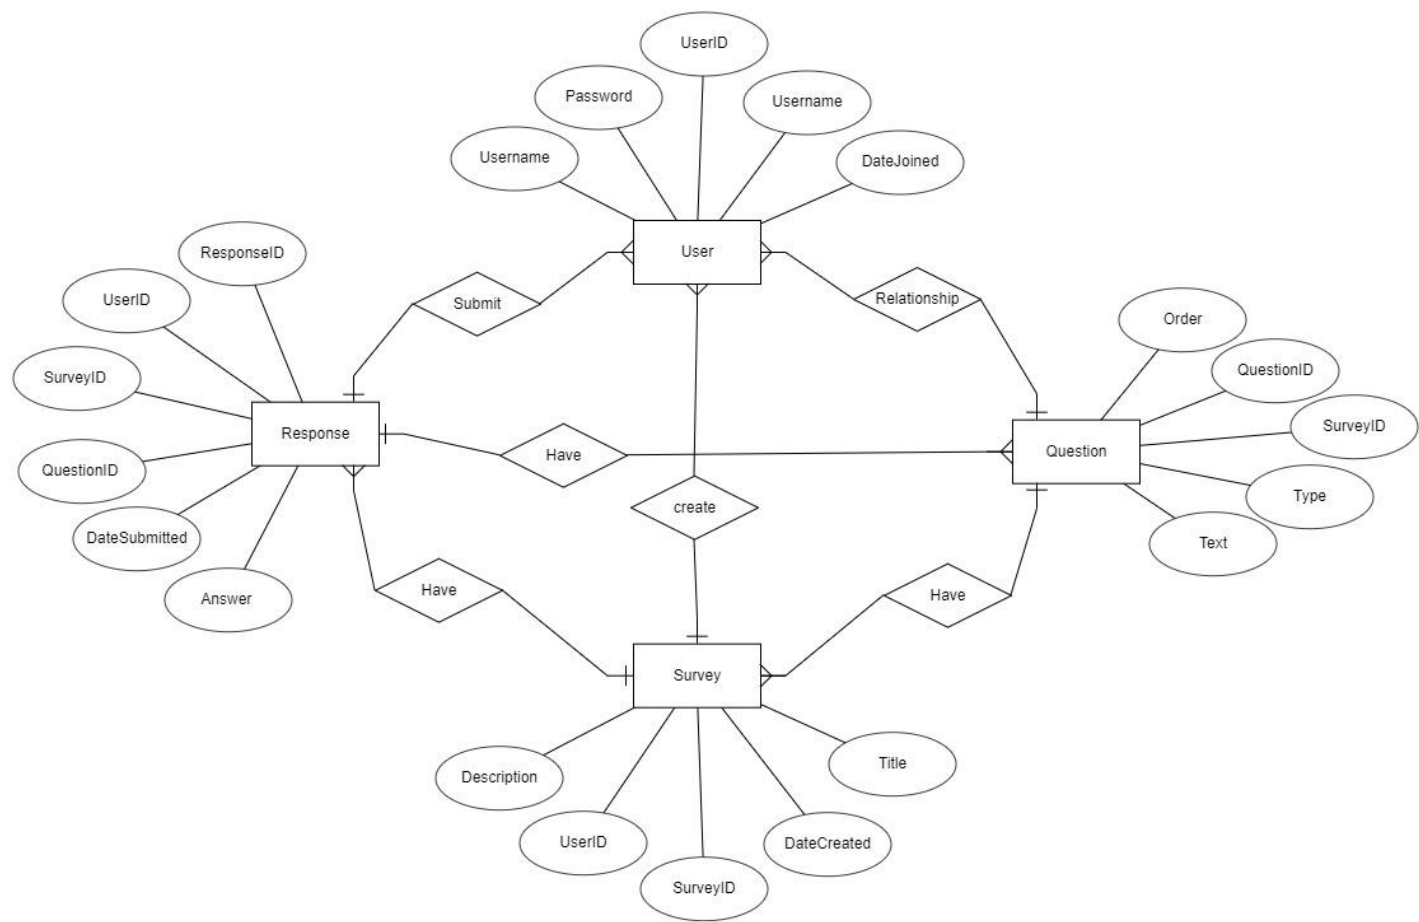 UserID
Password
Username
Username
DateJoined
User
ResponseID
UserID
Submit
Relationship
Order
SurveyID
QuestionID
Response
SurveyID
Have
Question
QuestionID
Type
create
DateSubmitted
Text
Answer
Have
Have
Survey
Description
Title
UserID
DateCreated
SurveyID